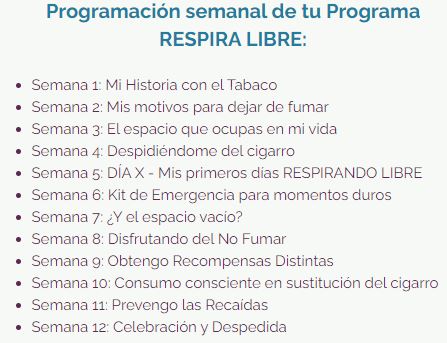 Programación semanal de tu Programa
RESPIRA LIBRE:
• Semana 1: Mi Historia con el Tabaco
• Semana 2: Mis motivos para dejar de fumar
• Semana 3: El espacio que ocupas en mi vida
• Semana 4: Despidiéndome del cigarro
• Semana 5: DÍA X - Mis primeros días RESPIRANDO LIBRE
• Semana 6: Kit de Emergencia para momentos duros
• Semana 7: ¿Y el espacio vacío?
• Semana 8: Disfrutando del No Fumar
• Semana 9: Obtengo Recompensas Distintas
• Semana 10: Consumo consciente en sustitución del cigarro
• Semana 11: Prevengo las Recaídas
• Semana 12: Celebración y Despedida